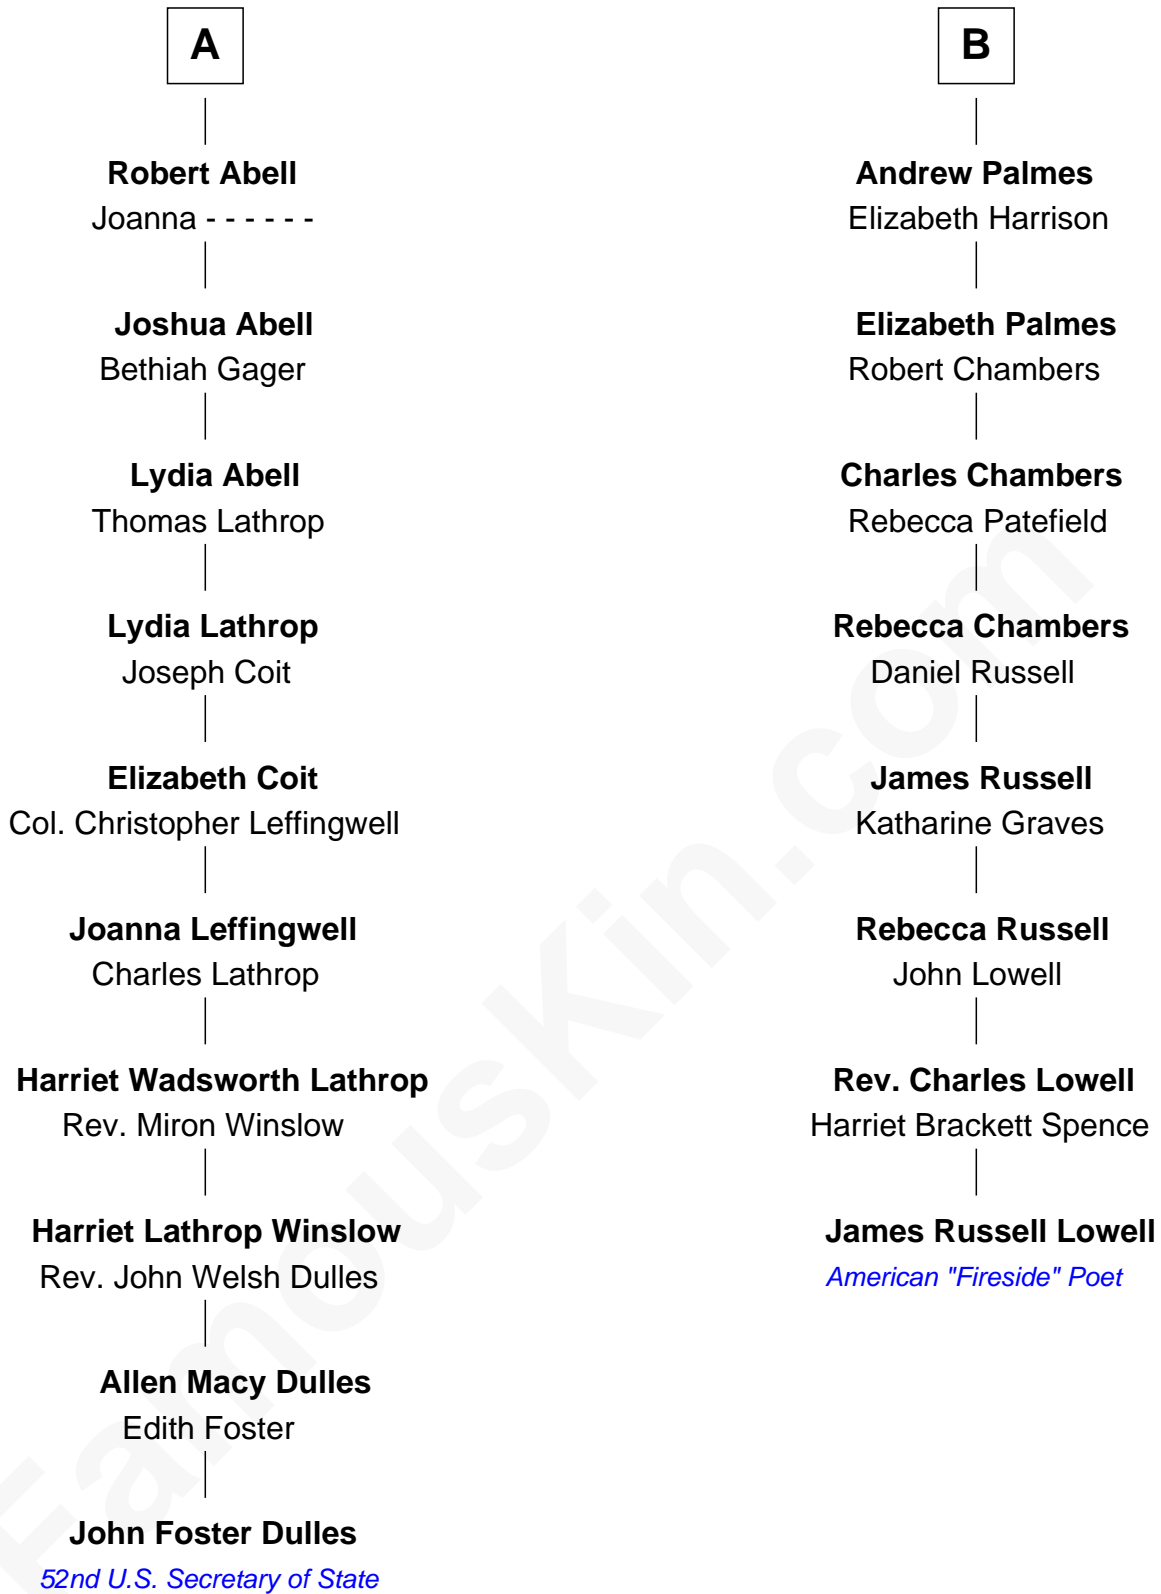 A
Robert Abell
Joanna - - - - - -
Joshua Abell
Bethiah Gager
Lydia Abell
Thomas Lathrop
Lydia Lathrop
Joseph Coit
Elizabeth Coit
Col. Christopher Leffingwell
Joanna Leffingwell
Charles Lathrop
Harriet Wadsworth Lathrop
Rev. Miron Winslow
Harriet Lathrop Winslow
Rev. John Welsh Dulles
Allen Macy Dulles
Edith Foster
John Foster Dulles
52nd U.S. Secretary of State
B
Andrew Palmes
Elizabeth Harrison
Elizabeth Palmes
Robert Chambers
Charles Chambers
Rebecca Patefield
Rebecca Chambers
Daniel Russell
James Russell
Katharine Graves
Rebecca Russell
John Lowell
Rev. Charles Lowell
Harriet Brackett Spence
James Russell Lowell
American "Fireside" Poet
FamousKin.com